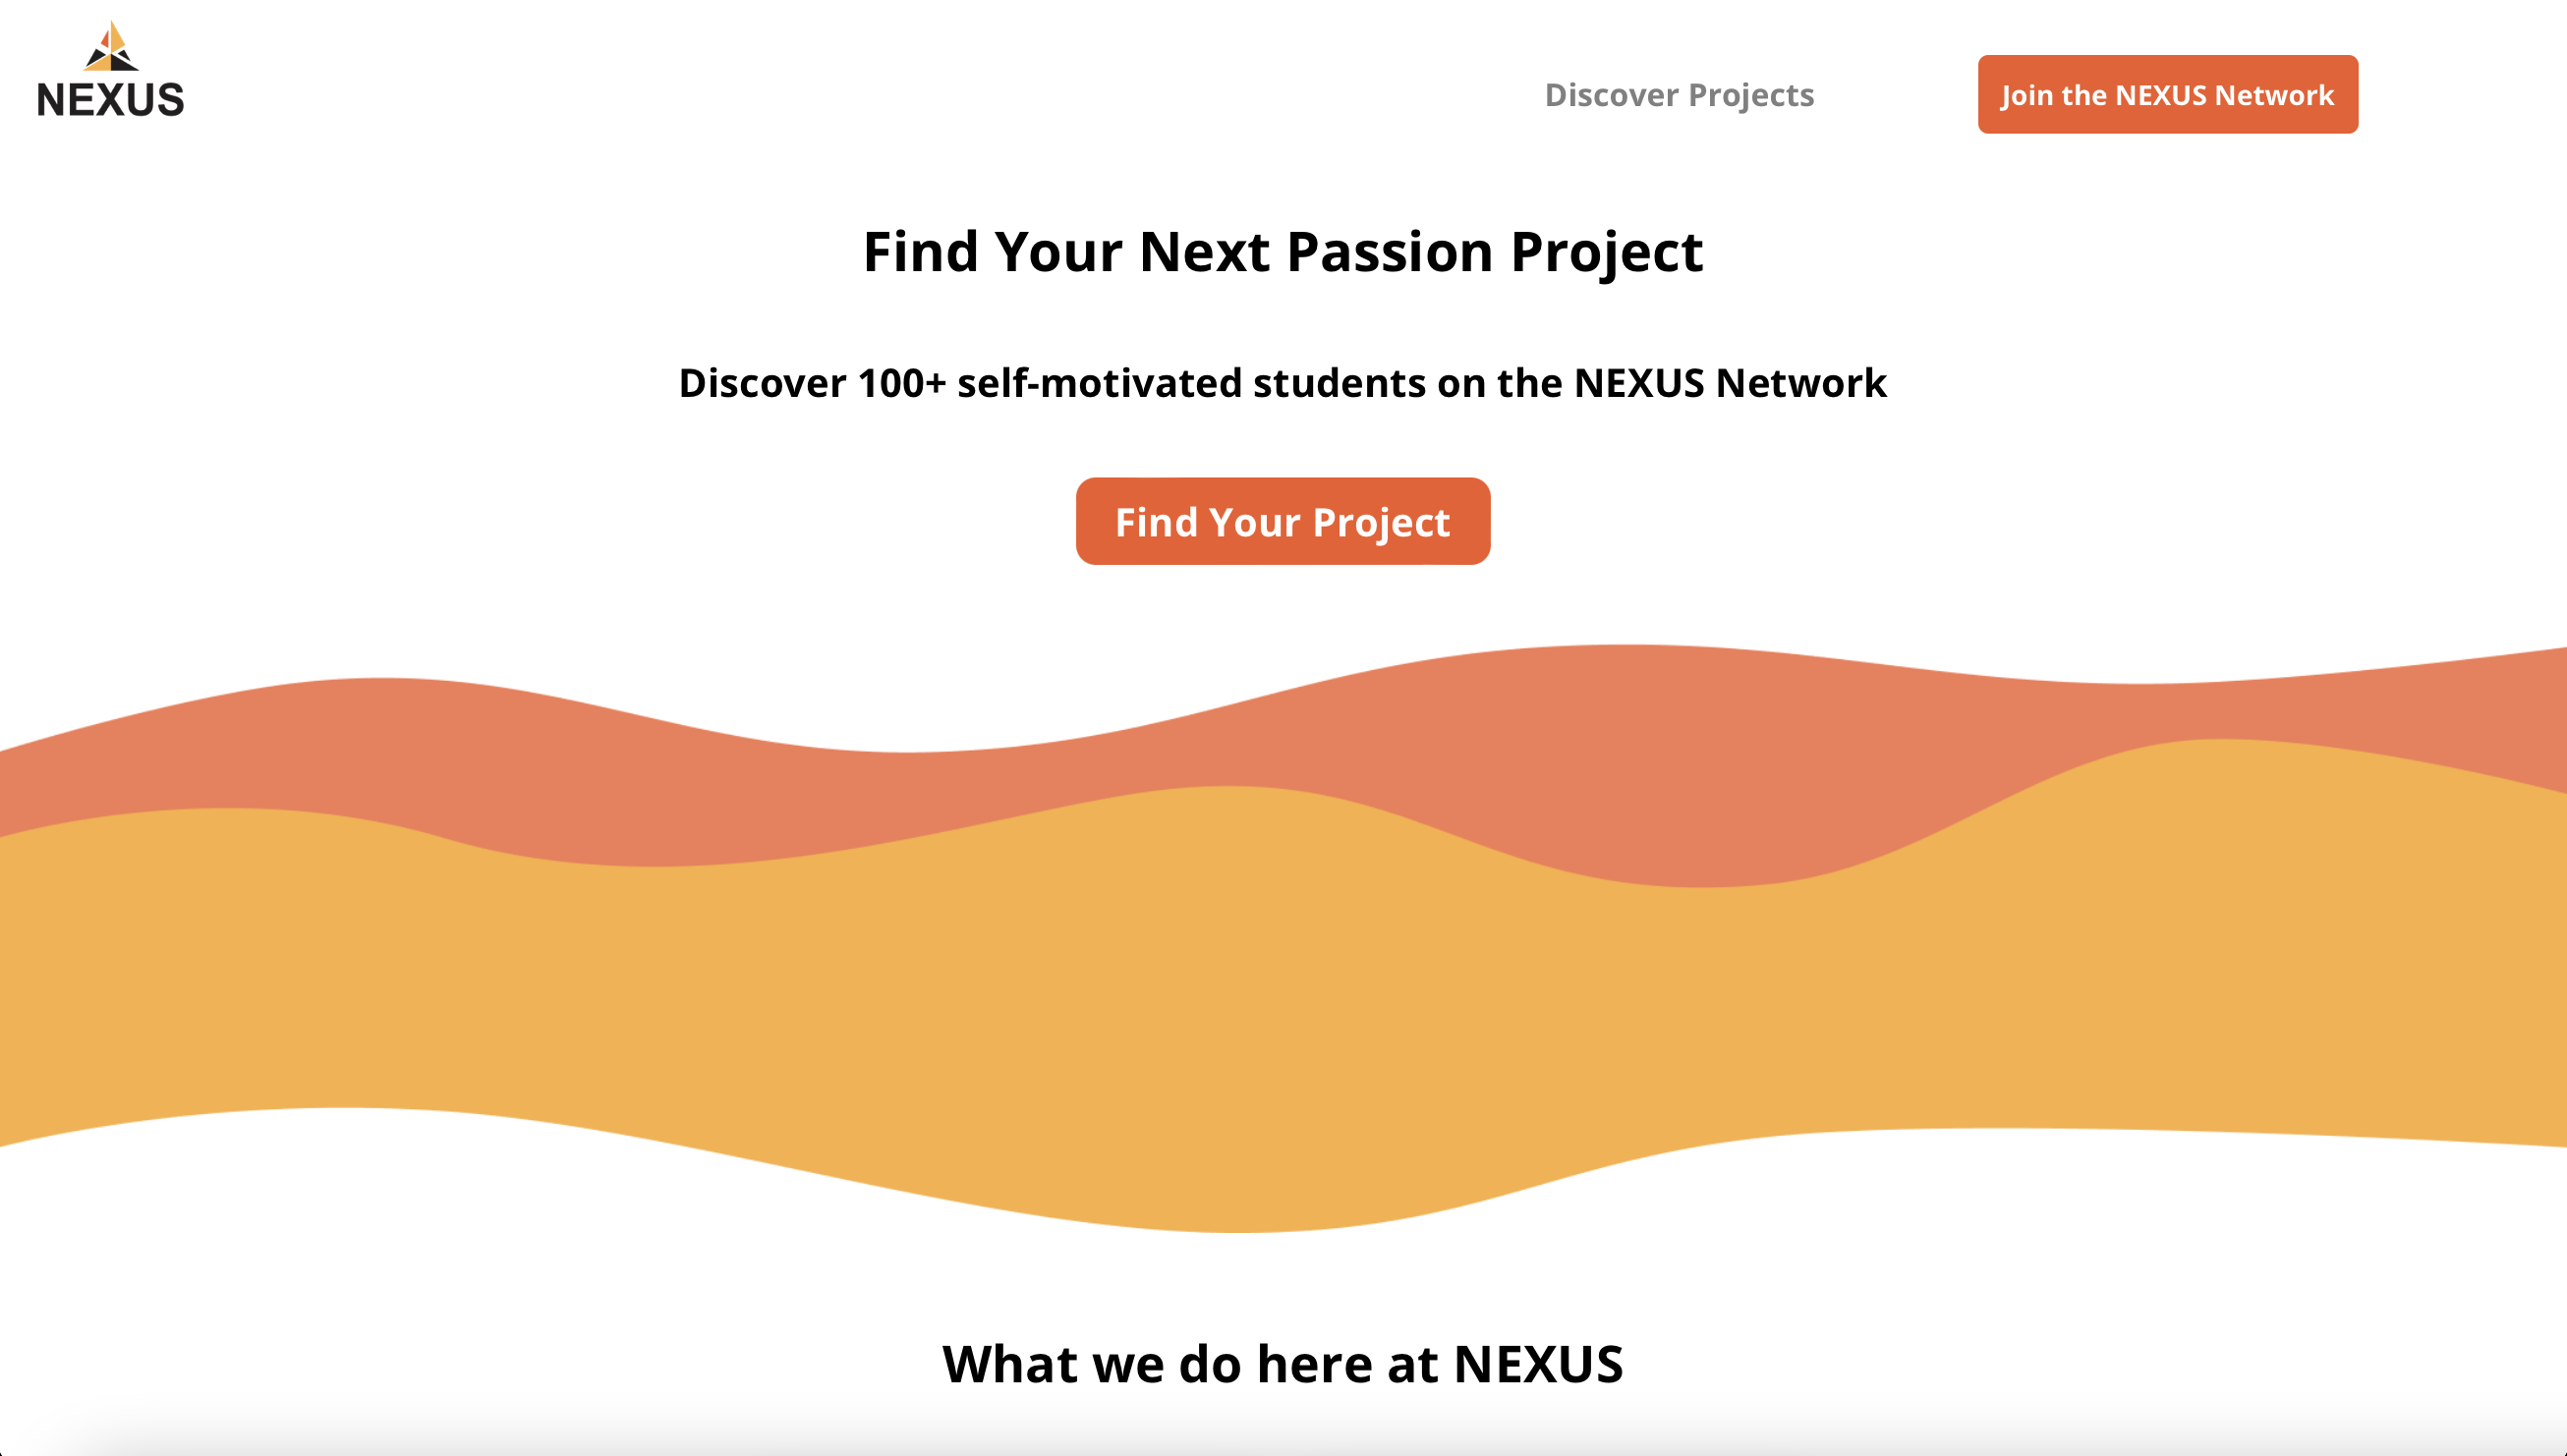 NEXUS
Discover Projects
Join the NEXUS Network
Find Your Next Passion Project
Discover 100+ self-motivated students on the NEXUS Network
Find Your Project
What we do here at NEXUS